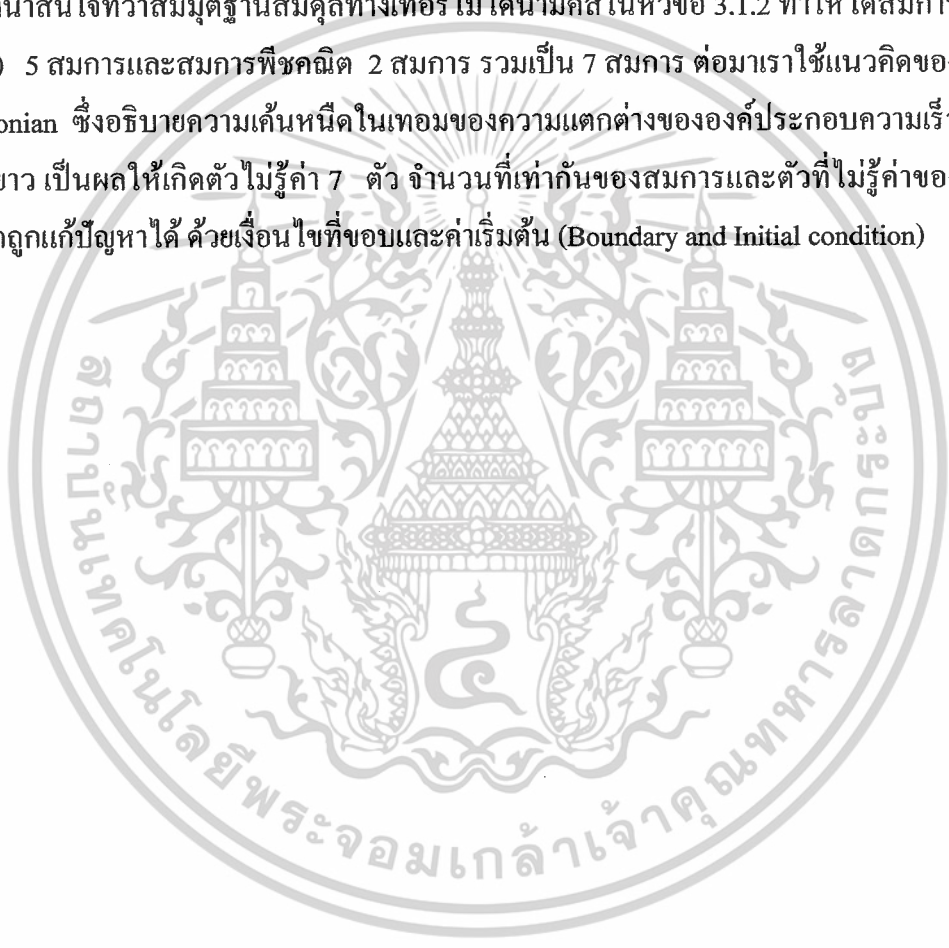 น่าสนใจที่ว่าสมมุติฐานสมดุลทางเทอร์โมไดนามิคส์ในหัวข้อ 3.1.2 ทำให้ได้สมการ
) 5 สมการและสมการพีชคณิต 2 สมการ รวมเป็น 7 สมการ ต่อมาเราใช้แนวกิดของ
onian ซึ่งอธิบายความเค้นหนืดในเทอมของความแตกต่างขององค์ประกอบความเร็ว
ยาว เป็นผลให้เกิดตัวไม่รู้ค่า 7 ตัว จำนวนที่เท่ากันของสมการและตัวที่ไม่รู้ค่าของ
ถูกแก้ปัญหาได้ ด้วยเงื่อนไขที่ขอบและค่าเริ่มต้น (Boundary and Initial condition)
สถาบันเทคโนโลยีพระจอมเกล้าเจ้าคุณทหารลาดกระบัง